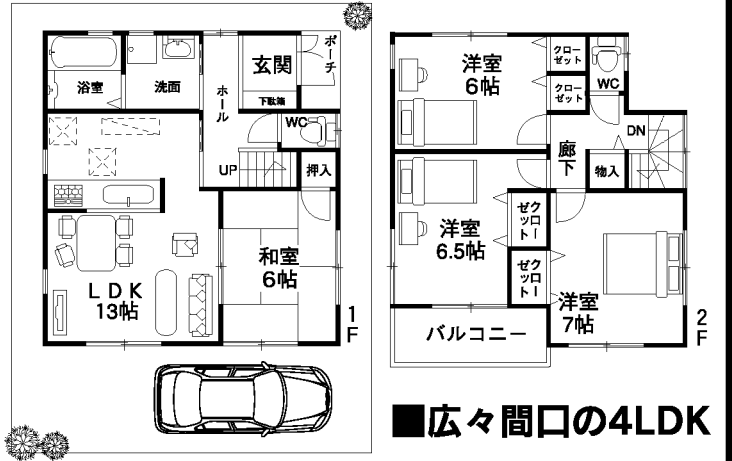 浴室
洗面
ホール
玄関
下駄箱
ポーチ
WC
UP
押入
LDK
13帖
和室
6帖
1F
洋室
6帖
クローゼット
クローゼット
WC
DN
廊下
物入
洋室
6.5帖
クローゼット
クローゼット
洋室
7帖
バルコニー
2F
■広々間口の4LDK